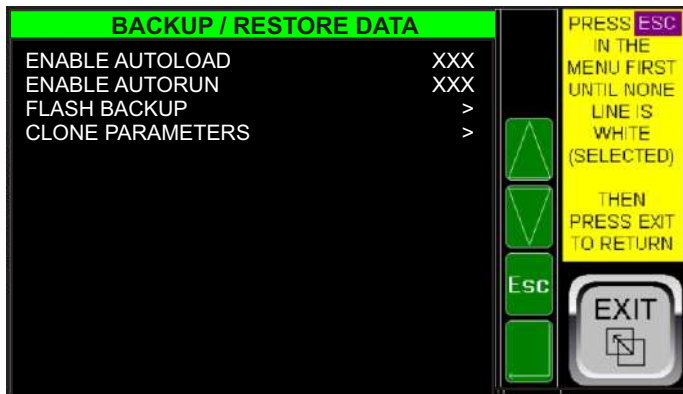 BACKUP / RESTORE DATA
ENABLE AUTOLOAD XXX
ENABLE AUTORUN XXX
FLASH BACKUP >
CLONE PARAMETERS >
Esc
PRESS ESC
IN THE
MENU FIRST
UNTIL NONE
LINE IS
WHITE
(SELECTED)
THEN
PRESS EXIT
TO RETURN
EXIT